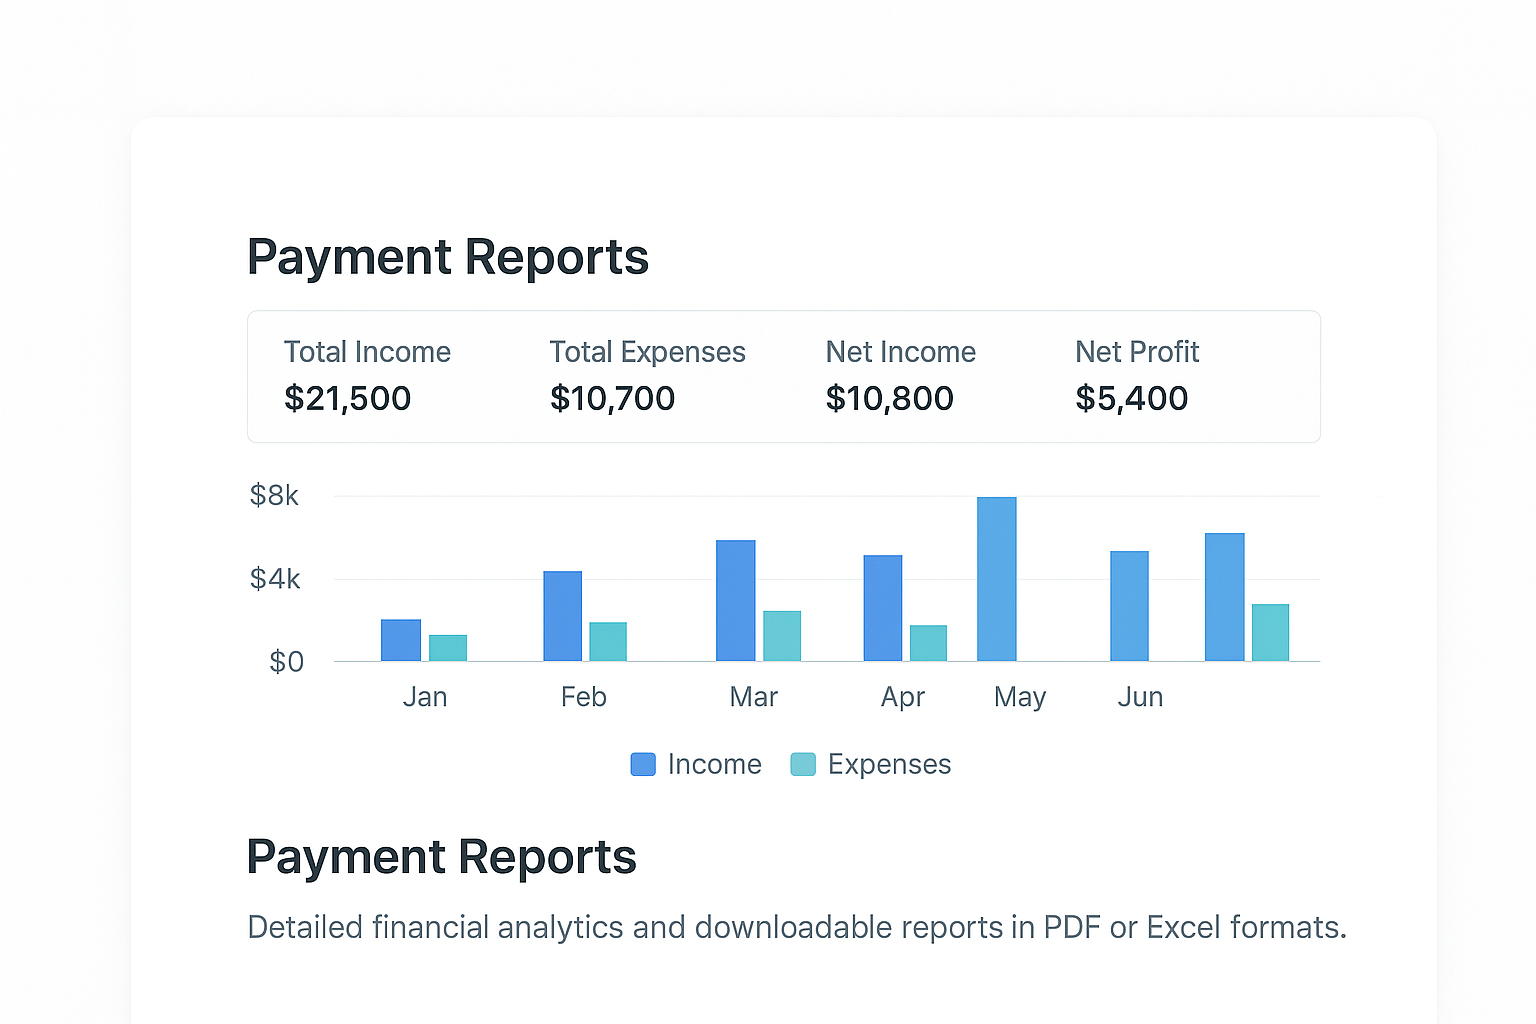 Payment Reports
Total Income Total Expenses Net Income Net Profit
$21,500 $10,700 $10,800 $5,400
$8k
$4k
$0
Jan Feb Mar Apr May Jun
Income Expenses
Payment Reports
Detailed financial analytics and downloadable reports in PDF or Excel formats.